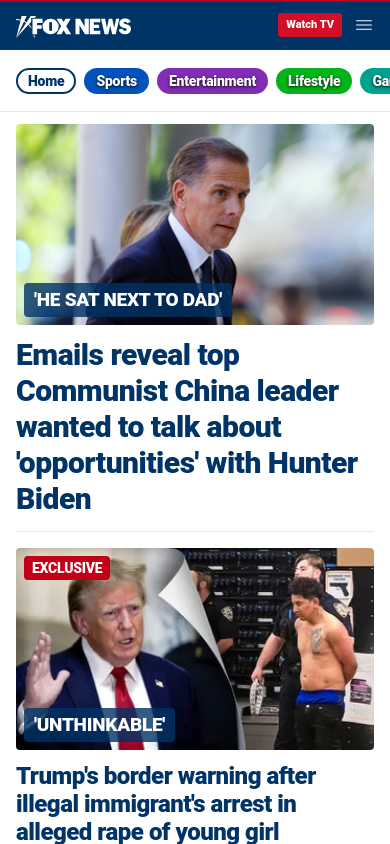 FOX NEWS
Watch TV
Home
Sports
Entertainment
Lifestyle
Ga
'HE SAT NEXT TO DAD'
Emails reveal top
Communist China leader
wanted to talk about
'opportunities' with Hunter
Biden
EXCLUSIVE
'UNTHINKABLE'
Trump's border warning after
illegal immigrant's arrest in
alleged rape of young girl